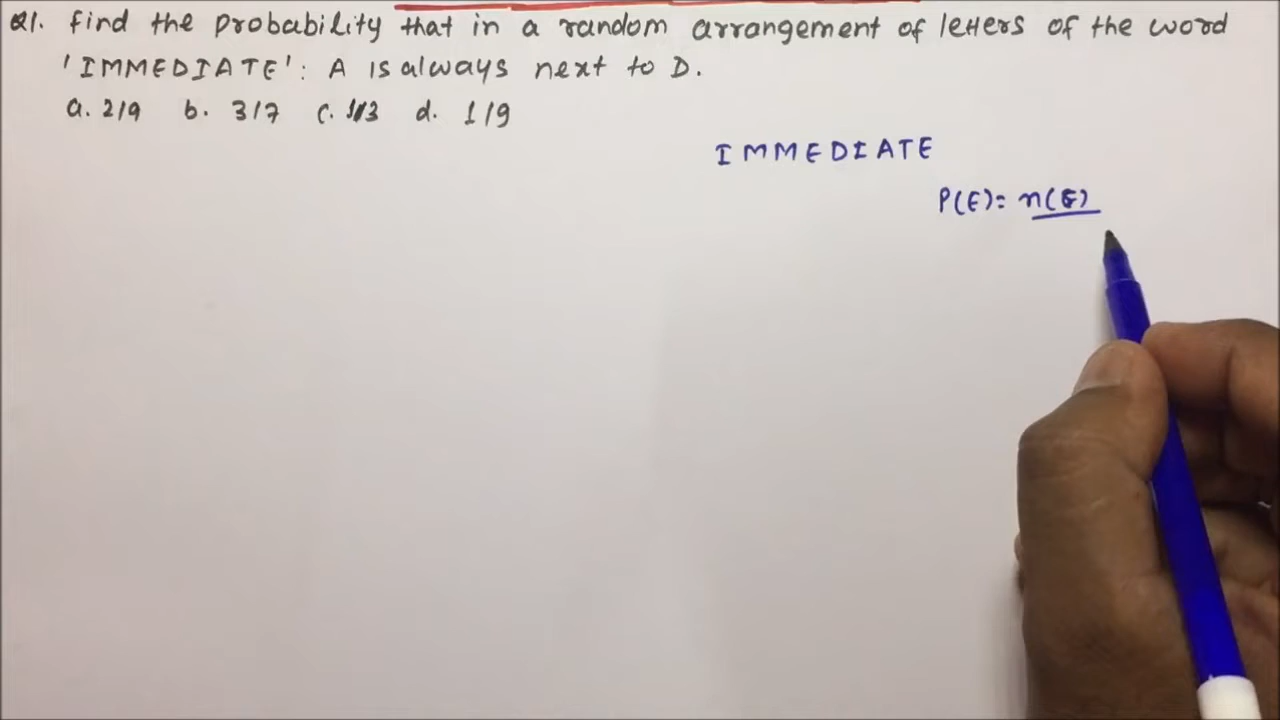 Q1. Find the probability that in a random arrangement of letters of the word
'IMMEDIATE': A is always next to D.
a. 2/9 b. 3/7 c. 1/3 d. 1/9
IMMEDIATE
P(E)= n(E)